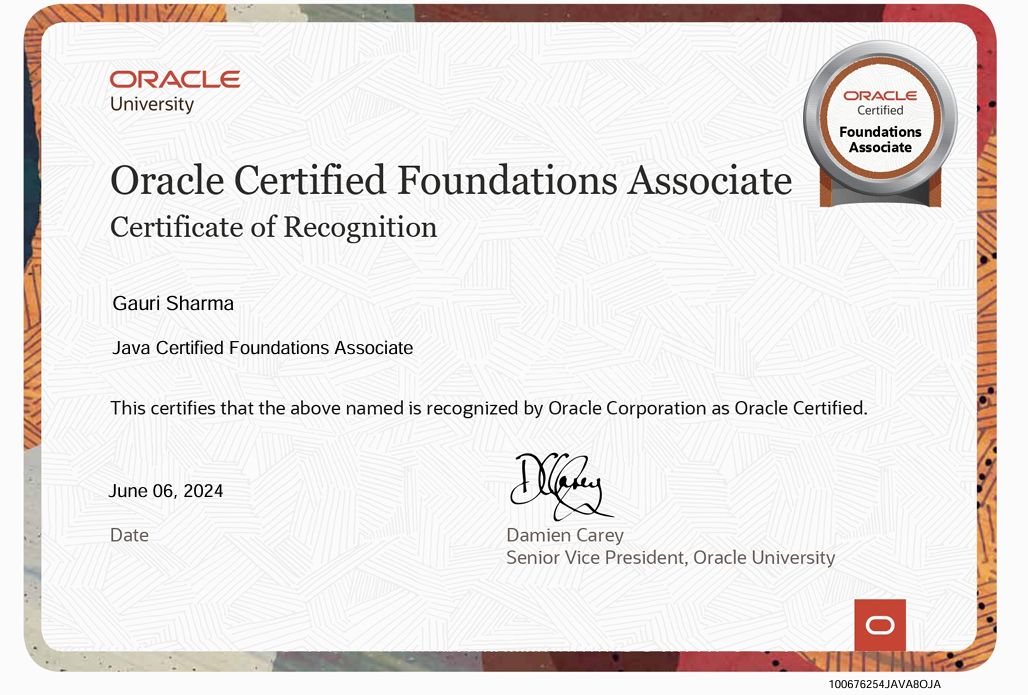 ORACLE
University
ORACLE
Certified
Foundations
Associate
Oracle Certified Foundations Associate
Certificate of Recognition
Gauri Sharma
Java Certified Foundations Associate
This certifies that the above named is recognized by Oracle Corporation as Oracle Certified.
June 06, 2024
Date
DCarey
Damien Carey
Senior Vice President, Oracle University
100676254JAVA8OJA